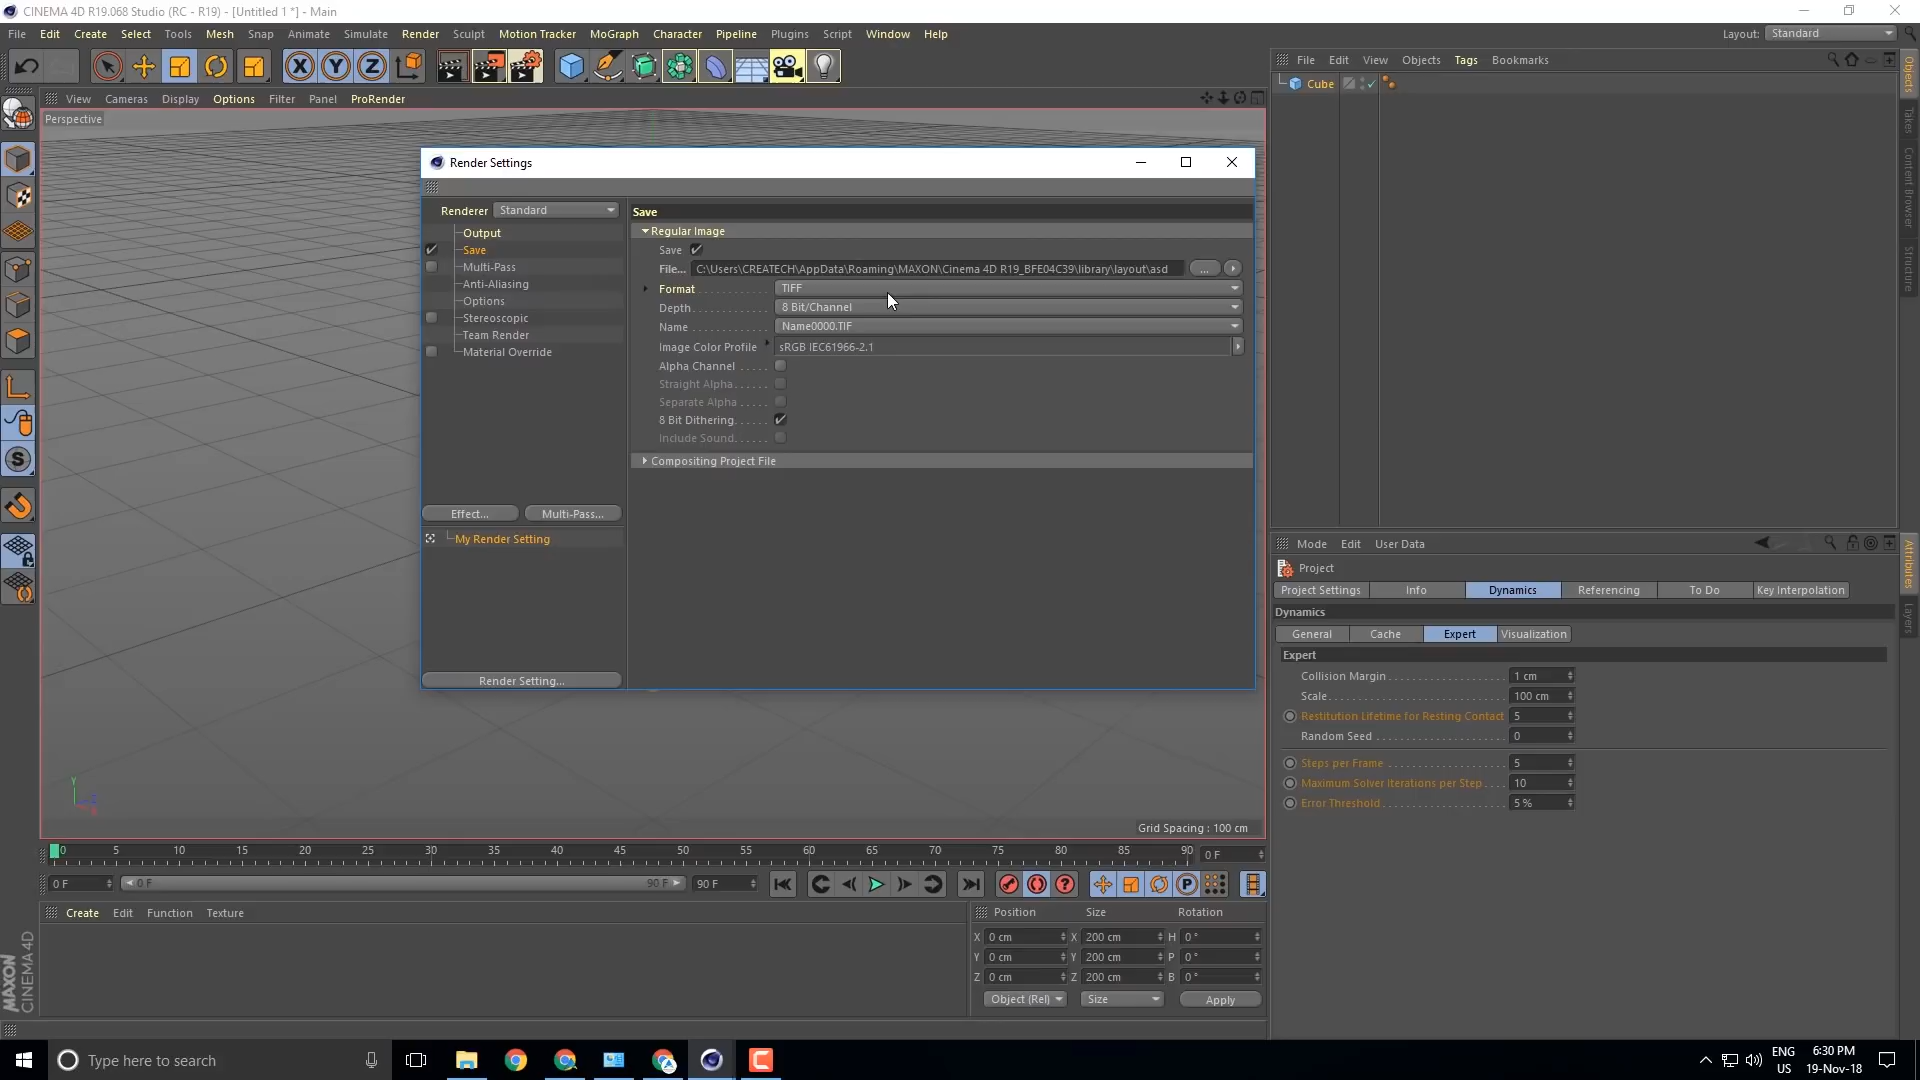 CINEMA 4D R19.068 Studio (RC - R19) - [Untitled 1 *] - Main
File Edit Create Select Tools Mesh Snap Animate Simulate Render Sculpt Motion Tracker MoGraph Character Pipeline Plugins Script Window Help
Layout: Standard
File Edit View Objects Tags Bookmarks
Cube
View Cameras Display Options Filter Panel ProRender
Perspective
Render Settings
Renderer Standard
Output
Save
Multi-Pass
Anti-Aliasing
Options
Stereoscopic
Team Render
Material Override
Effect... Multi-Pass...
My Render Setting
Render Setting...
Save
Regular Image
Save
File... C:\Users\CREATECH\AppData\Roaming\MAXON\Cinema 4D R19_BFE04C39\library\layout\asd ...
Format TIFF
Depth 8 Bit/Channel
Name Name0000.TIF
Image Color Profile sRGB IEC61966-2.1
Alpha Channel
Straight Alpha
Separate Alpha
8 Bit Dithering
Include Sound
Compositing Project File
Grid Spacing : 100 cm
Y
Objects
Takes
Content Browser
Structure
Mode Edit User Data
Project
Project Settings Info Dynamics Referencing To Do Key Interpolation
Dynamics
General Cache Expert Visualization
Expert
Collision Margin 1 cm
Scale 100 cm
Restitution Lifetime for Resting Contact 5
Random Seed 0
Steps per Frame 5
Maximum Solver Iterations per Step 10
Error Threshold 5 %
Attributes
Layers
0 5 10 15 20 25 30 35 40 45 50 55 60 65 70 75 80 85 90 0 F
0 F 0 F 90 F 90 F
Create Edit Function Texture
Position Size Rotation
X 0 cm X 200 cm H 0 °
Y 0 cm Y 200 cm P 0 °
Z 0 cm Z 200 cm B 0 °
Object (Rel) Size Apply
MAXON
CINEMA 4D
Type here to search
ENG
US
6:30 PM
19-Nov-18